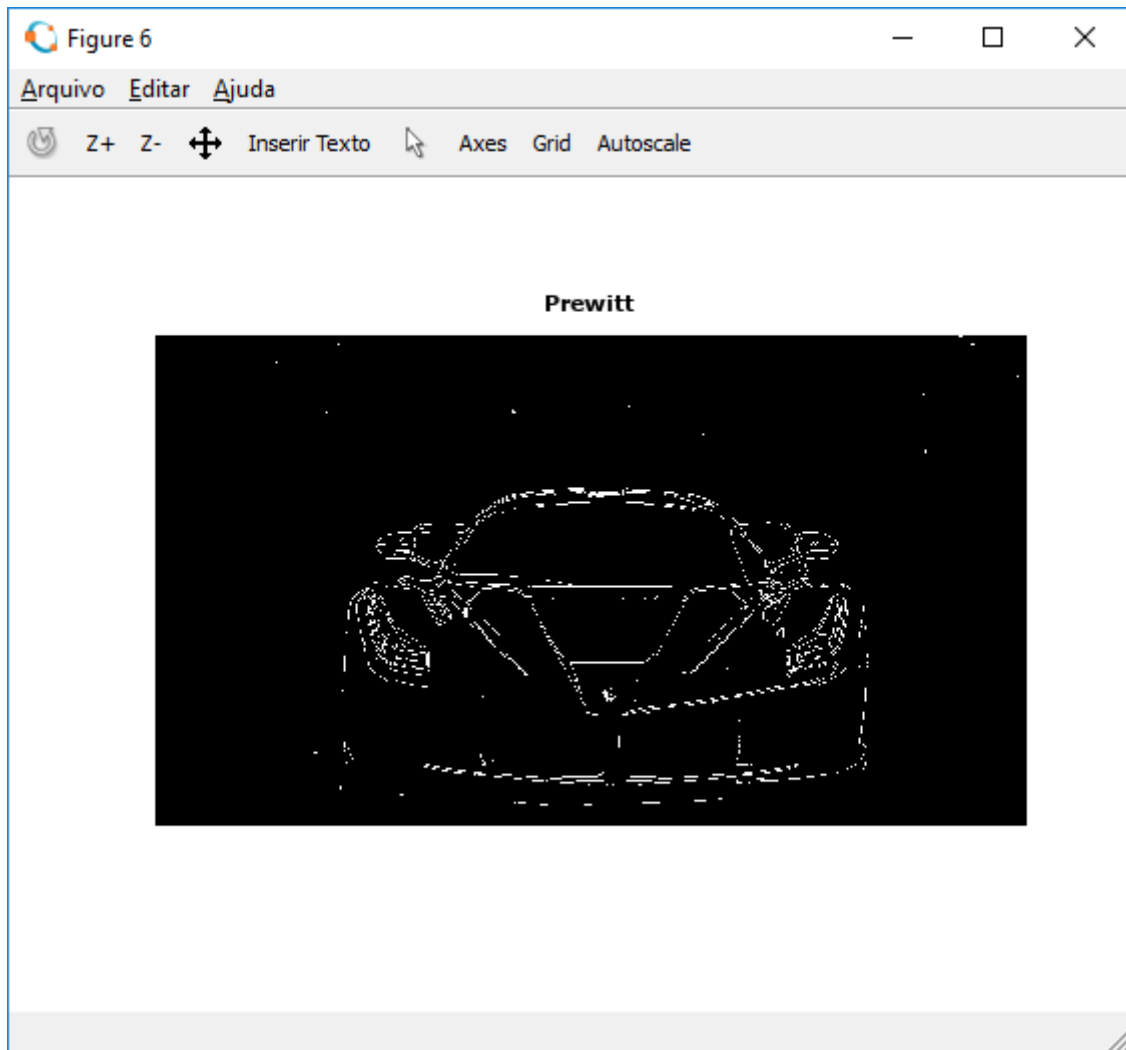 Figure 6
Arquivo Editar Ajuda
Z+ Z- Inserir Texto Axes Grid Autoscale
Prewitt